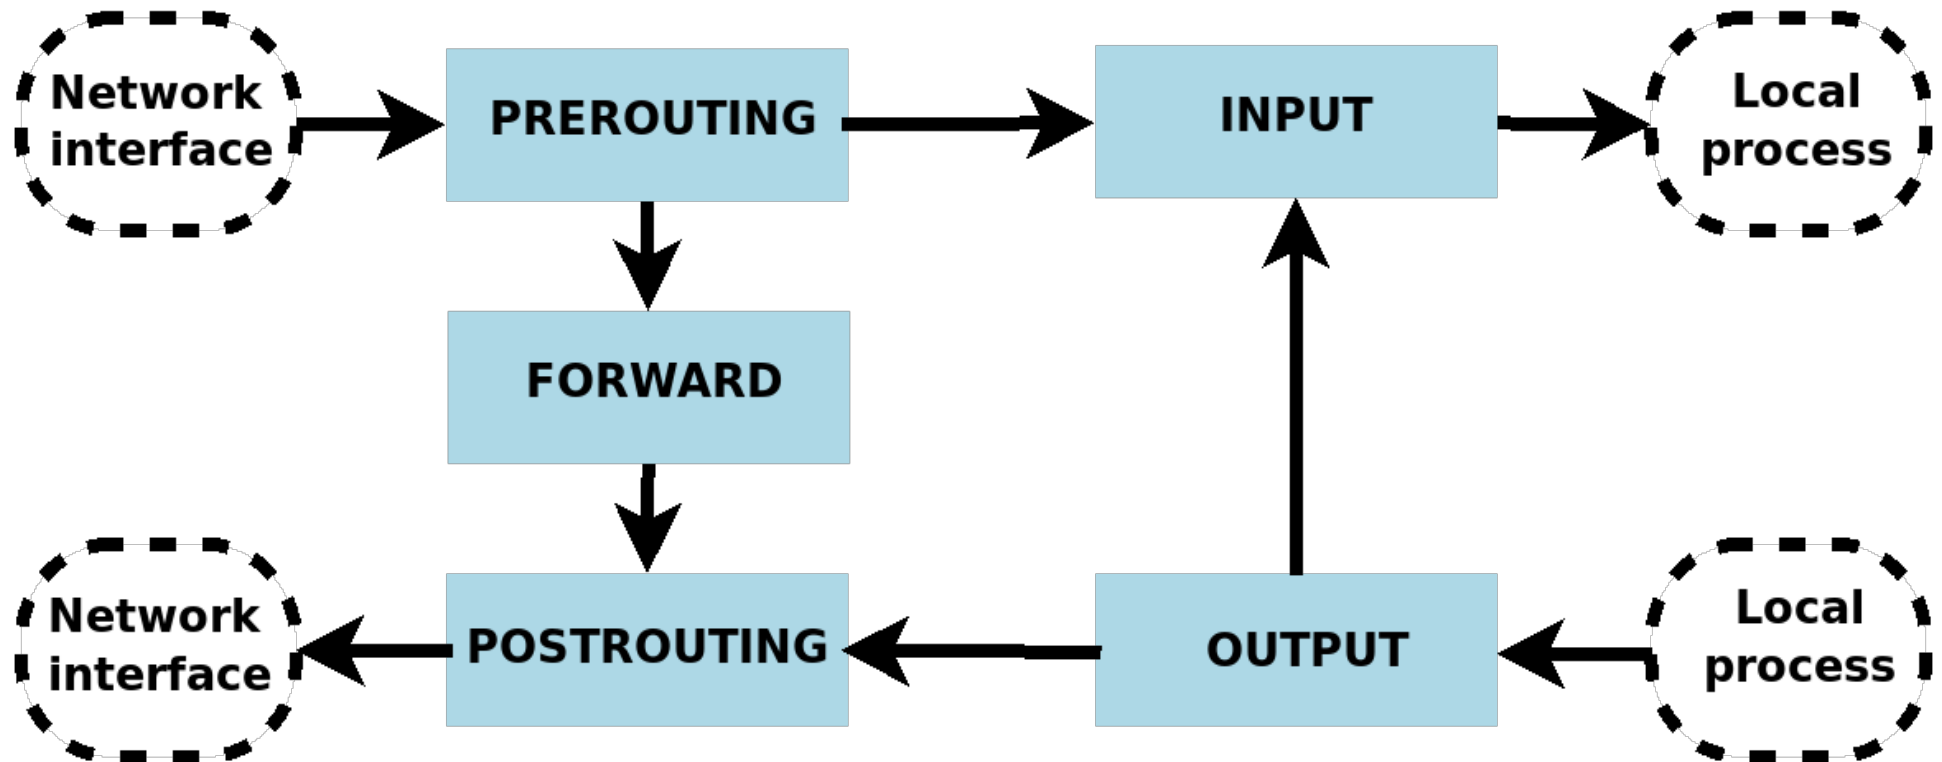 Network
interface
PREROUTING
INPUT
Local
process
FORWARD
Network
interface
POSTROUTING
OUTPUT
Local
process